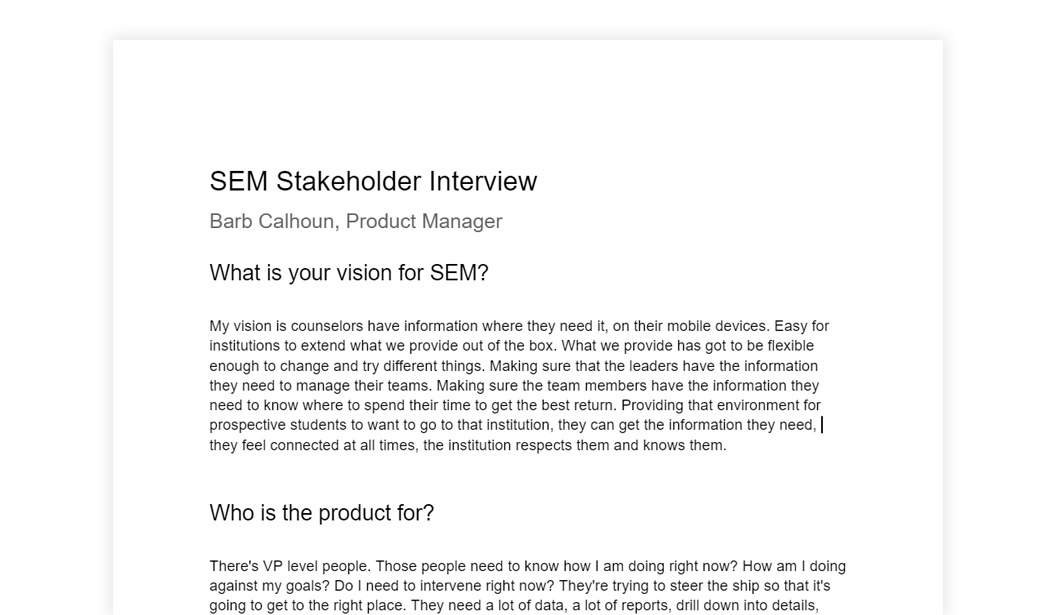 SEM Stakeholder Interview
Barb Calhoun, Product Manager
What is your vision for SEM?
My vision is counselors have information where they need it, on their mobile devices. Easy for
institutions to extend what we provide out of the box. What we provide has got to be flexible
enough to change and try different things. Making sure that the leaders have the information
they need to manage their teams. Making sure the team members have the information they
need to know where to spend their time to get the best return. Providing that environment for
prospective students to want to go to that institution, they can get the information they need,
they feel connected at all times, the institution respects them and knows them.
Who is the product for?
There's VP level people. Those people need to know how I am doing right now? How am I doing
against my goals? Do I need to intervene right now? They're trying to steer the ship so that it's
going to get to the right place. They need a lot of data, a lot of reports, drill down into details,